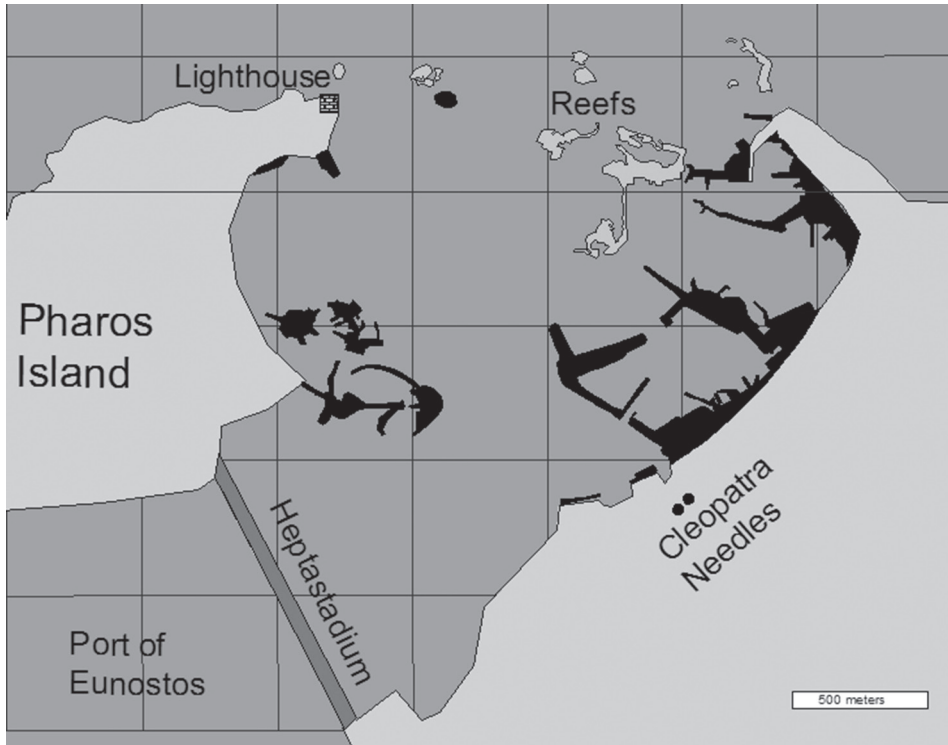 Lighthouse
Reefs
Pharos
Island
Cleopatra
Needles
Heptastadium
Port of
Eunostos
500 meters